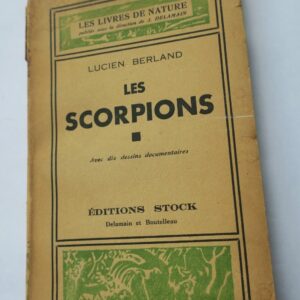 LES LIVRES DE NATURE
publiés sous la direction de J. DELAMAIN
LUCIEN BERLAND
LES
SCORPIONS
Avec dix dessins documentaires
ÉDITIONS STOCK
Delamain et Boutelleau